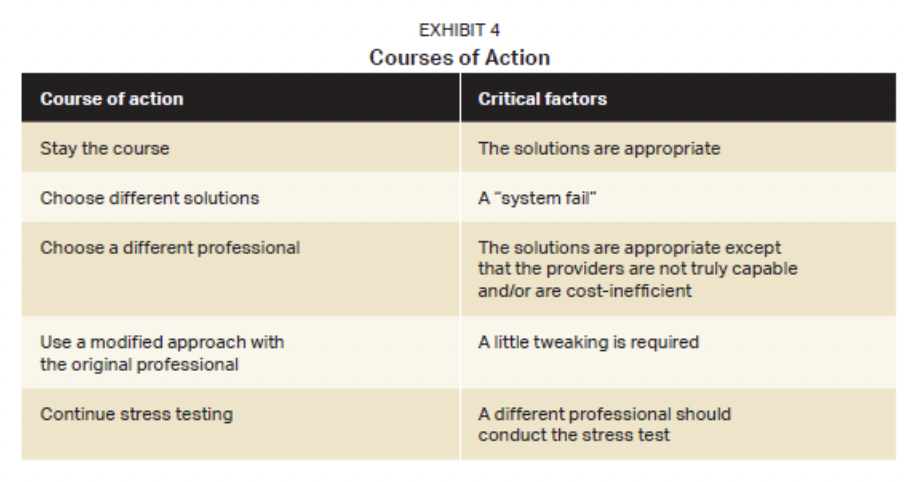 EXHIBIT 4
Courses of Action
Course of action
Critical factors
Stay the course
The solutions are appropriate
Choose different solutions
A “system fail”
Choose a different professional
The solutions are appropriate except
that the providers are not truly capable
and/or are cost-inefficient
Use a modified approach with
the original professional
A little tweaking is required
Continue stress testing
A different professional should
conduct the stress test